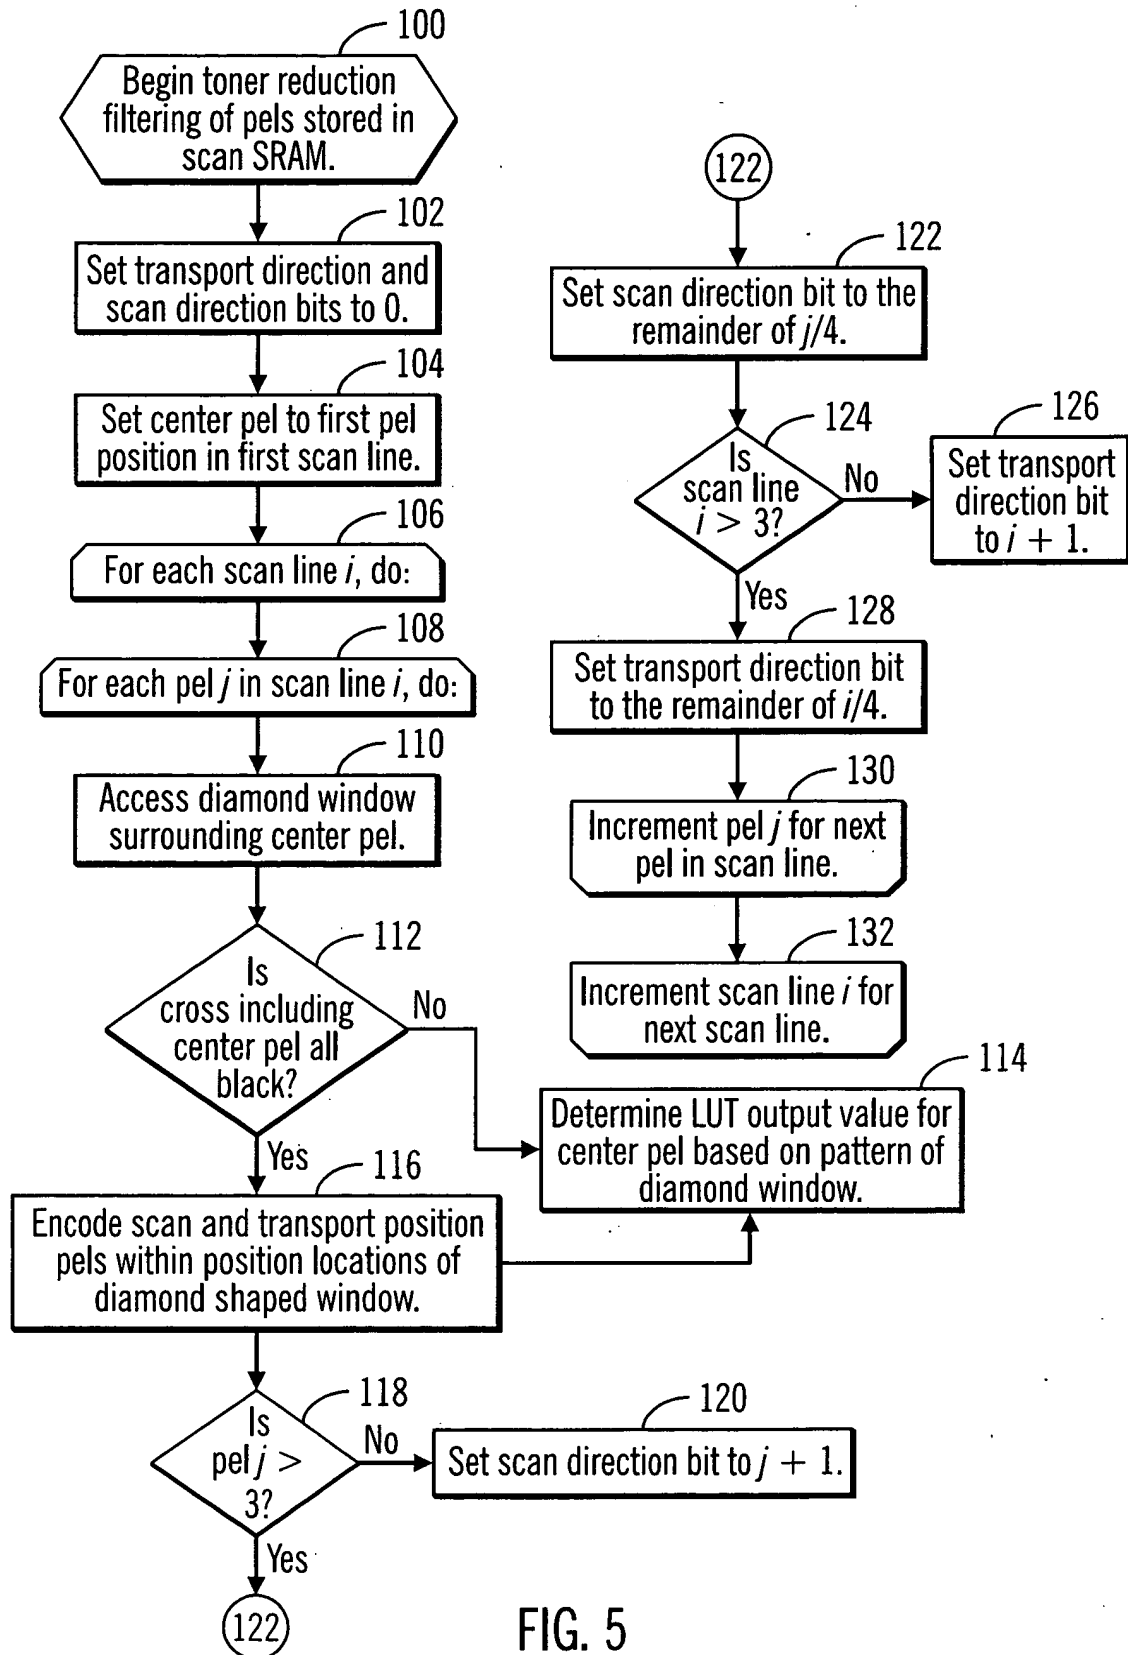 100
Begin toner reduction
filtering of pels stored in
scan SRAM.
102
Set transport direction and
scan direction bits to 0.
104
Set center pel to first pel
position in first scan line.
106
For each scan line i, do:
108
For each pel j in scan line i, do:
110
Access diamond window
surrounding center pel.
112
Is
cross including
center pel all
black?
No
Yes
114
Determine LUT output value for
center pel based on pattern of
diamond window.
116
Encode scan and transport position
pels within position locations of
diamond shaped window.
118
Is
pel j >
3?
No
120
Set scan direction bit to j + 1.
Yes
122
122
122
Set scan direction bit to the
remainder of j/4.
124
Is
scan line
i > 3?
No
126
Set transport
direction bit
to i + 1.
Yes
128
Set transport direction bit
to the remainder of i/4.
130
Increment pel j for next
pel in scan line.
132
Increment scan line i for
next scan line.
FIG. 5